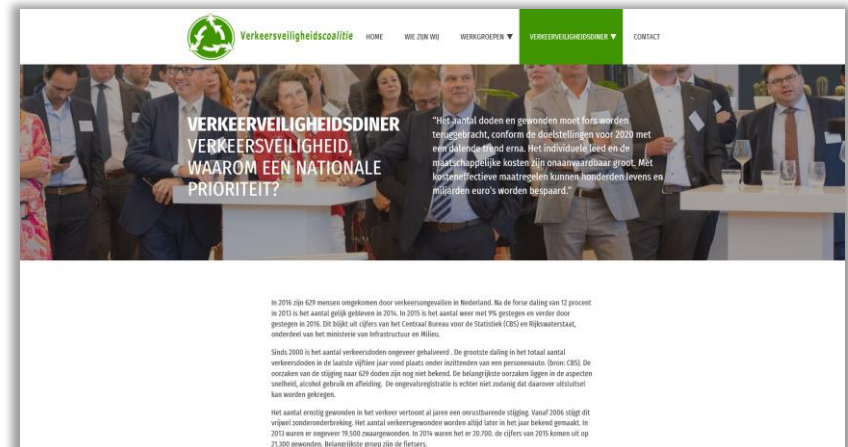 Verkeersveiligheidscoalitie HOME WIE ZIJN WIJ WERKGROEPEN ▼ VERKEERVEILIGHEIDSDINER ▼ CONTACT
VERKEERVEILIGHEIDSDINER
VERKEERSVEILIGHEID,
WAAROM EEN NATIONALE
PRIORITEIT?
"Het aantal doden en gewonden moet fors worden
teruggebracht, conform de doelstellingen voor 2020 met
een dalende trend erna. Het individuele leed en de
maatschappelijke kosten zijn onaanvaardbaar groot. Met
kosteneffectieve maatregelen kunnen honderden levens en
miljarden euro's worden bespaard."
In 2016 zijn 629 mensen omgekomen door verkeersongevallen in Nederland. Na de forse daling van 12 procent
in 2013 is het aantal gelijk gebleven in 2014. In 2015 is het aantal weer met 9% gestegen en verder door
gestegen in 2016. Dit blijkt uit cijfers van het Centraal Bureau voor de Statistiek (CBS) en Rijkswaterstaat,
onderdeel van het ministerie van Infrastructuur en Milieu.
Sinds 2000 is het aantal verkeersdoden ongeveer gehalveerd . De grootste daling in het totaal aantal
verkeersdoden in de laatste vijftien jaar vond plaats onder inzittenden van een personenauto. (bron: CBS). De
oorzaken van de stijging naar 629 doden zijn nog niet bekend. De belangrijkste oorzaken liggen in de aspecten
snelheid, alcohol gebruik en afleiding. De ongevalsregistratie is echter niet zodanig dat daarover uitsluitsel
kan worden gekregen.
Het aantal ernstig gewonden in het verkeer vertoont al jaren een onrustbarende stijging. Vanaf 2006 stijgt dit
vrijwel zonderonderbreking. Het aantal verkeersgewonden worden altijd later in het jaar bekend gemaakt. In
2013 waren er ongeveer 19.500 zwaargewonden. In 2014 waren het er 20.700. de cijfers van 2015 komen uit op
21.300 gewonden. Belangrijkste groep zijn de fietsers.